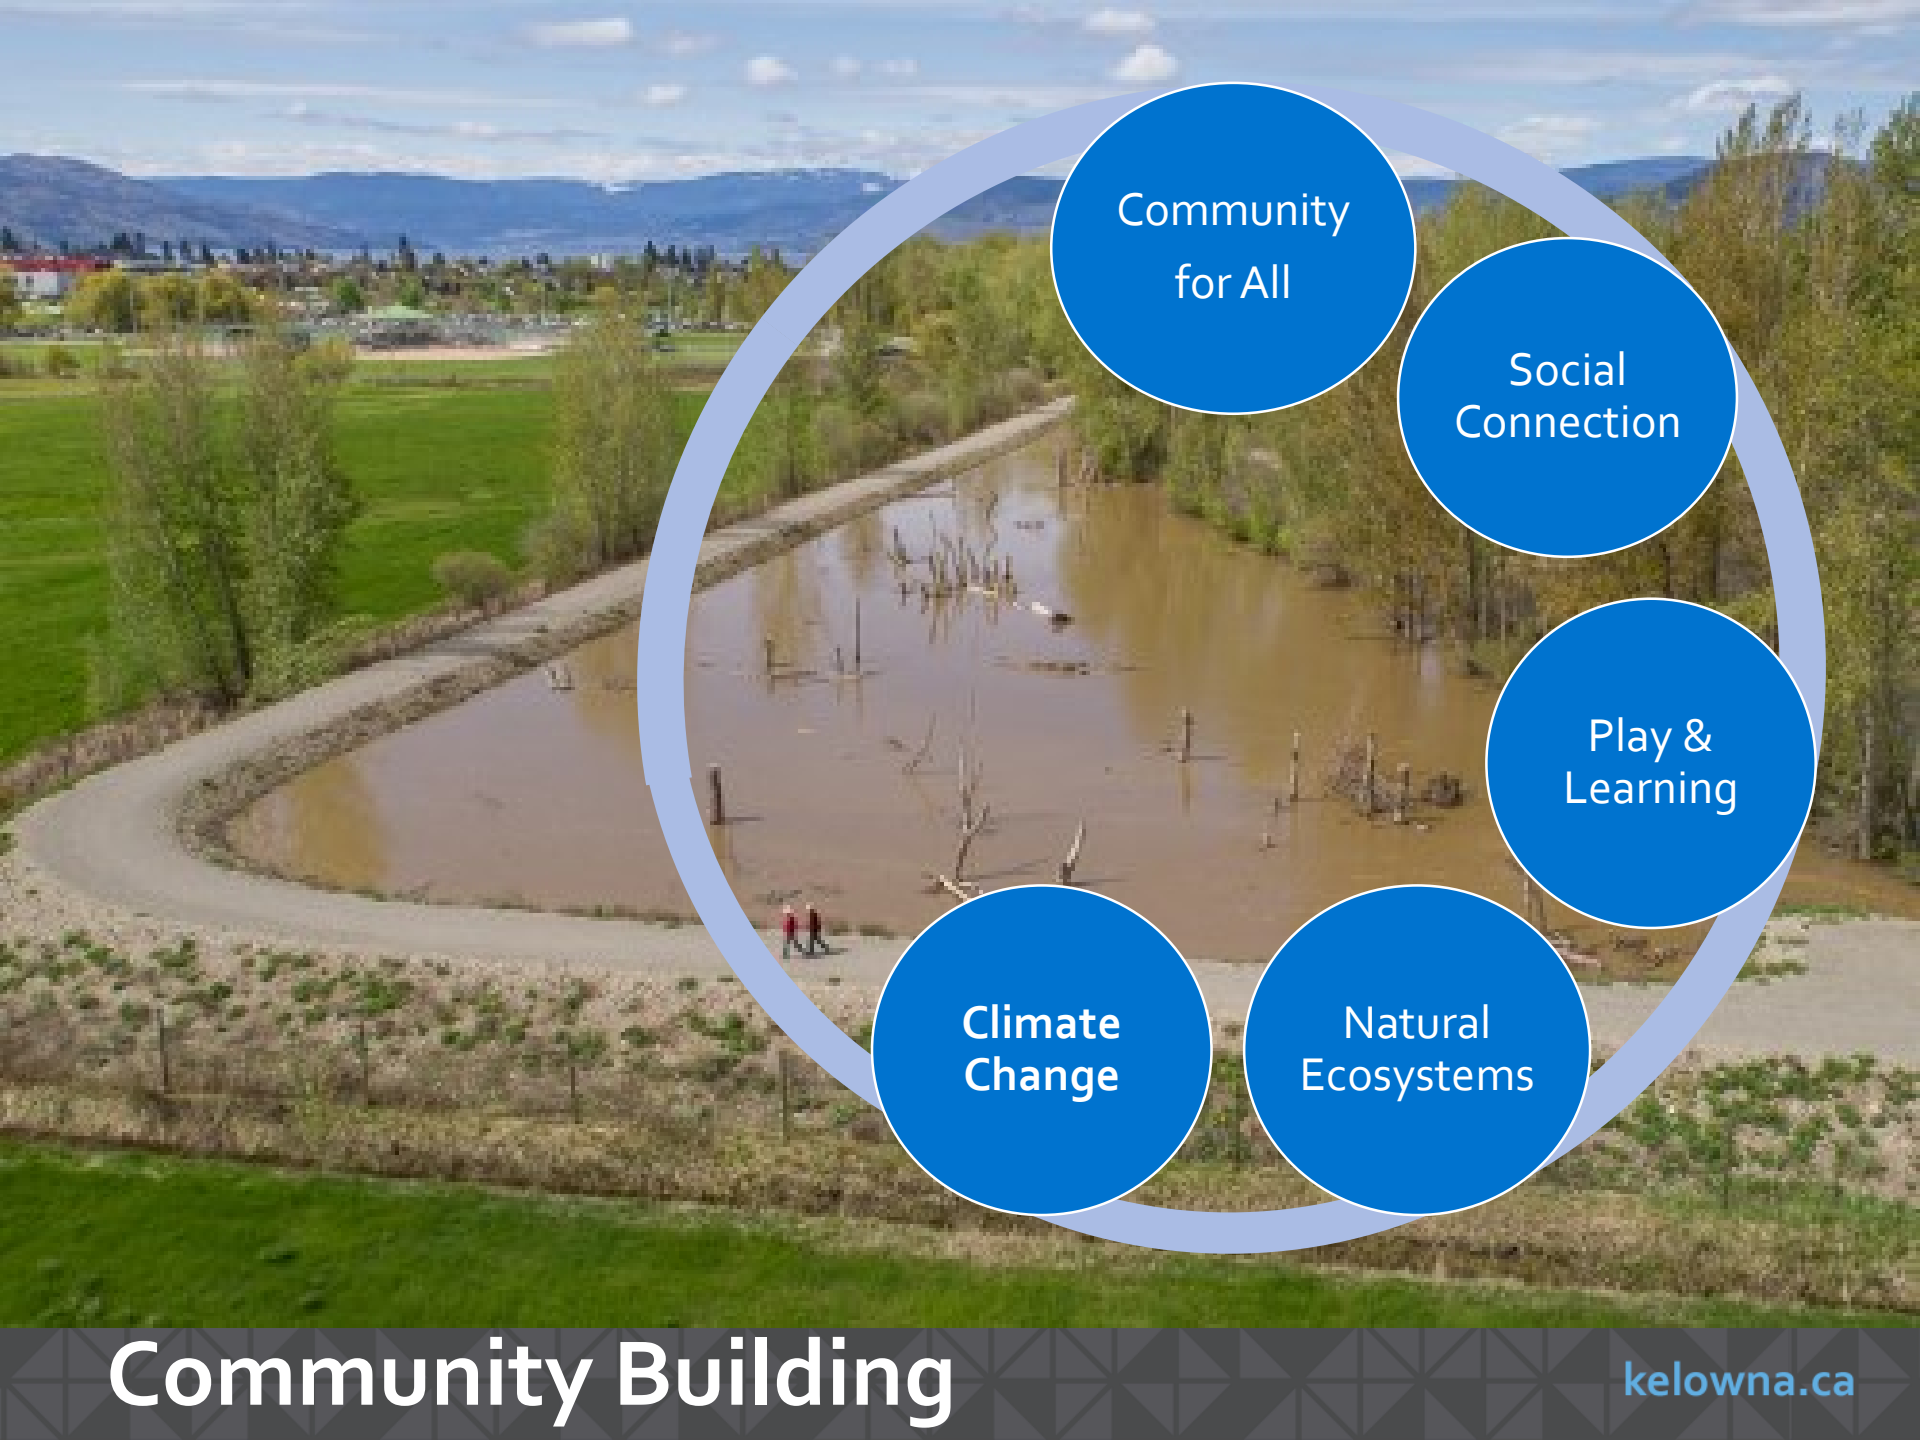 Community
for All
Social
Connection
Play &
Learning
Natural
Ecosystems
Climate
Change
Community Building
kelowna.ca